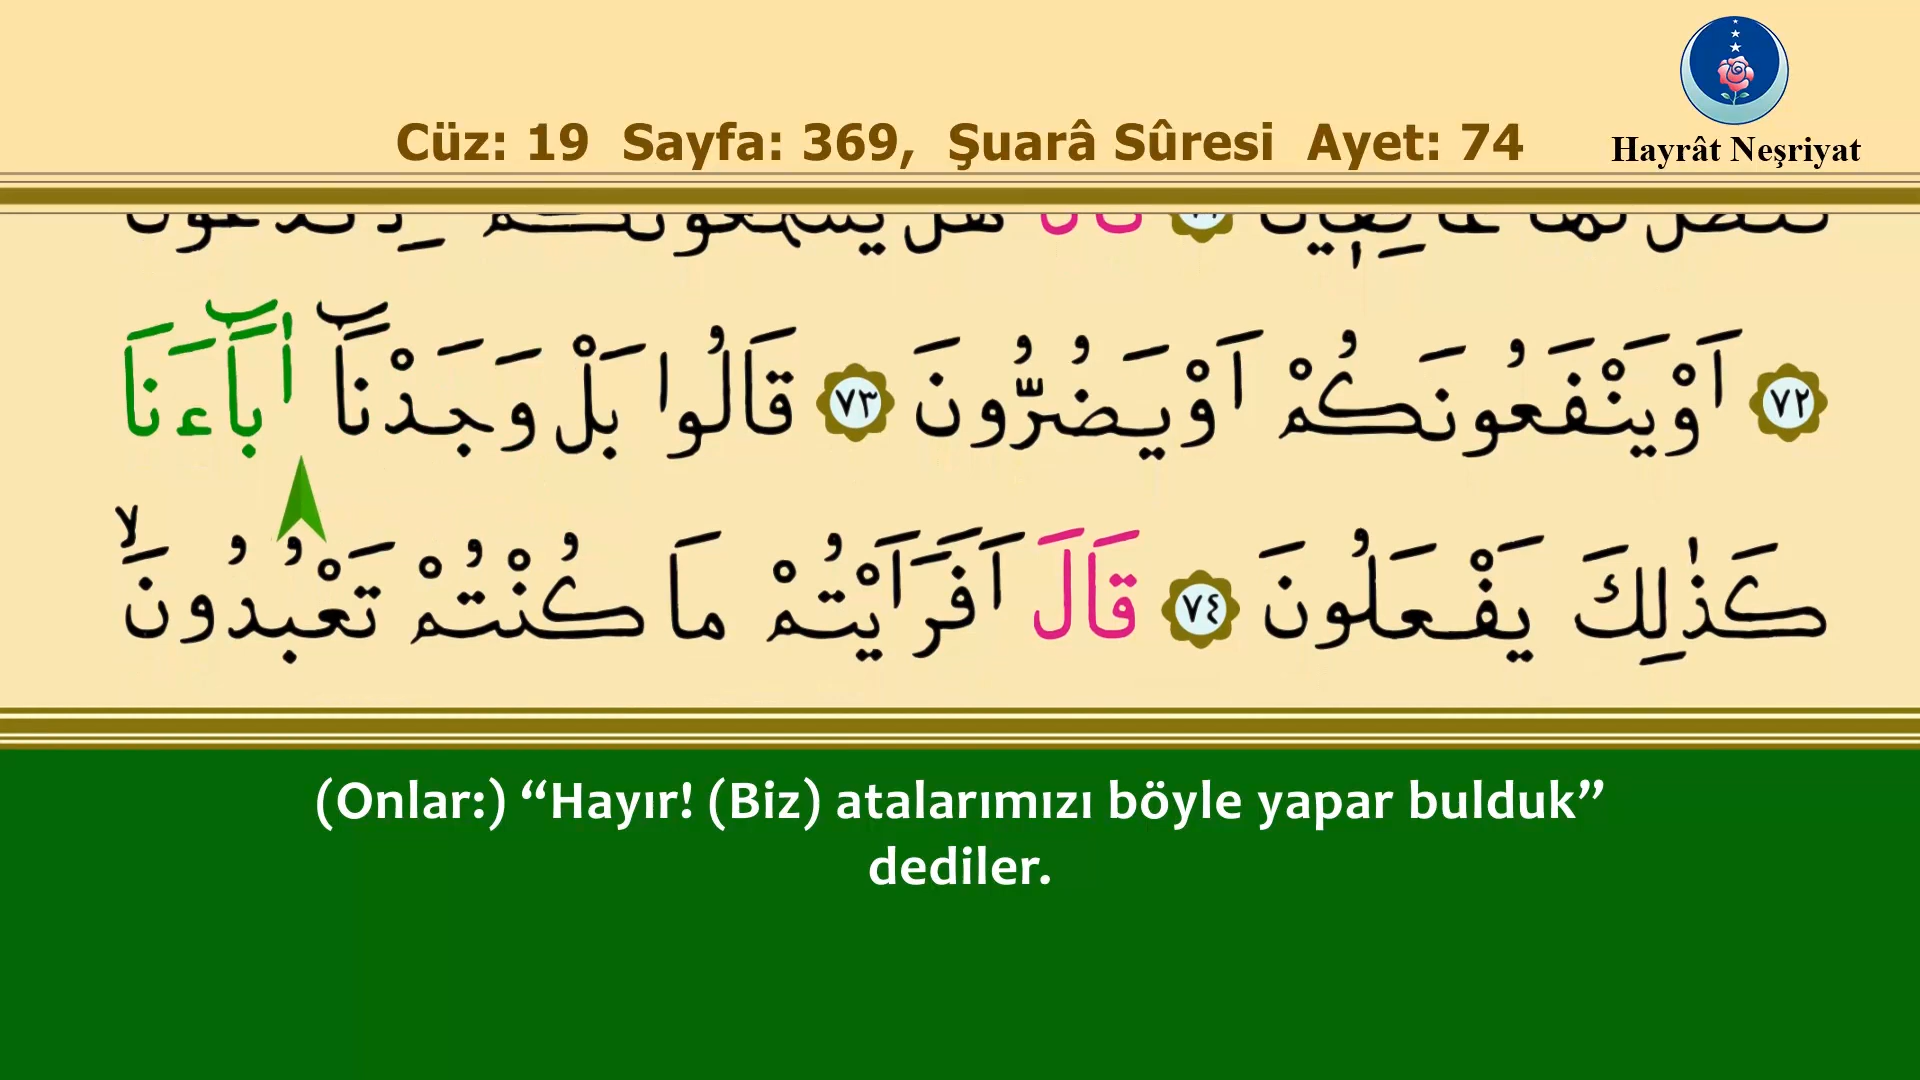 Cüz: 19 Sayfa: 369, Şuarâ Sûresi Ayet: 74
Hayrât Neşriyat
٧٢ اَوْيَنْفَعُونَكُمْ اَوْيَضُرُّونَ ٧٣ قَالُوا بَلْ وَجَدْنَٓا اٰبَٓاءَنَا
كَذٰلِكَ يَفْعَلُونَ ٧٤ قَالَ اَفَرَاَيْتُمْ مَا كُنْتُمْ تَعْبُدُونَۙ
(Onlar:) “Hayır! (Biz) atalarımızı böyle yapar bulduk”
dediler.